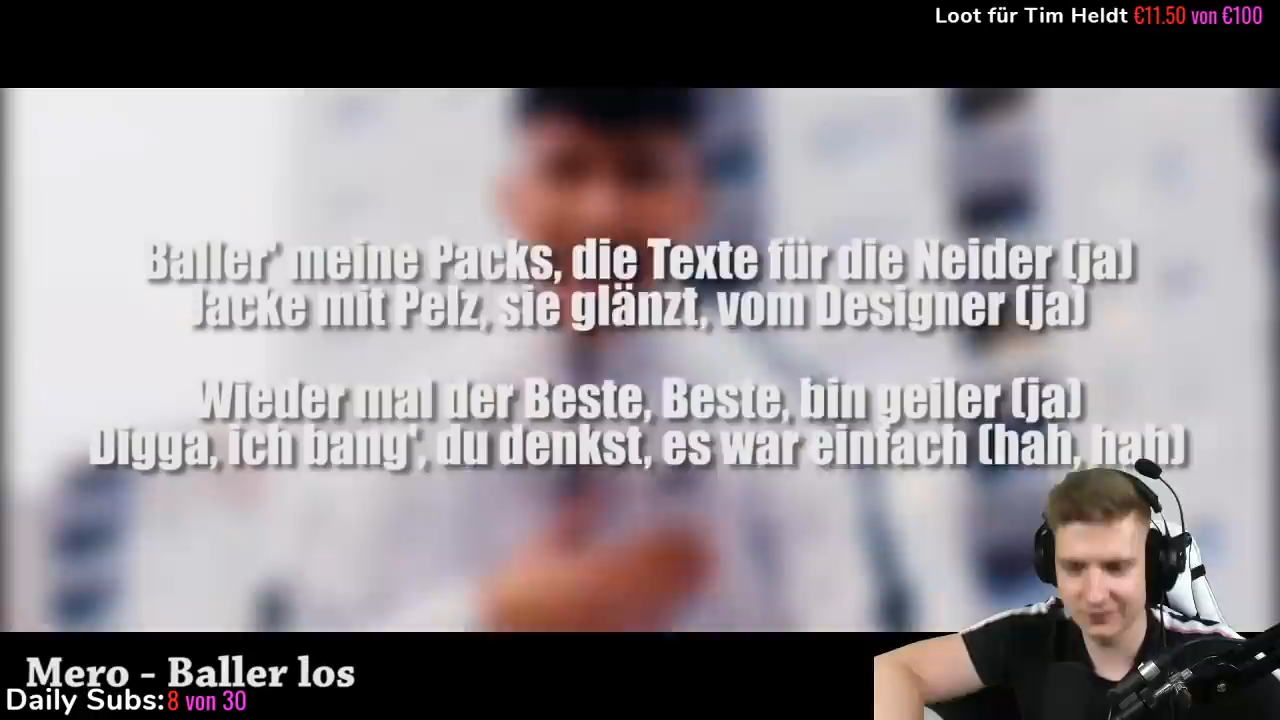 Loot für Tim Heldt €11.50 von €100
Baller' meine Packs, die Texte für die Neider (ja)
Jacke mit Pelz, sie glänzt, vom Designer (ja)
Wieder mal der Beste, Beste, bin geiler (ja)
Digga, ich bang', du denkst, es war einfach (hah, hah)
Mero - Baller los
Daily Subs: 8 von 30